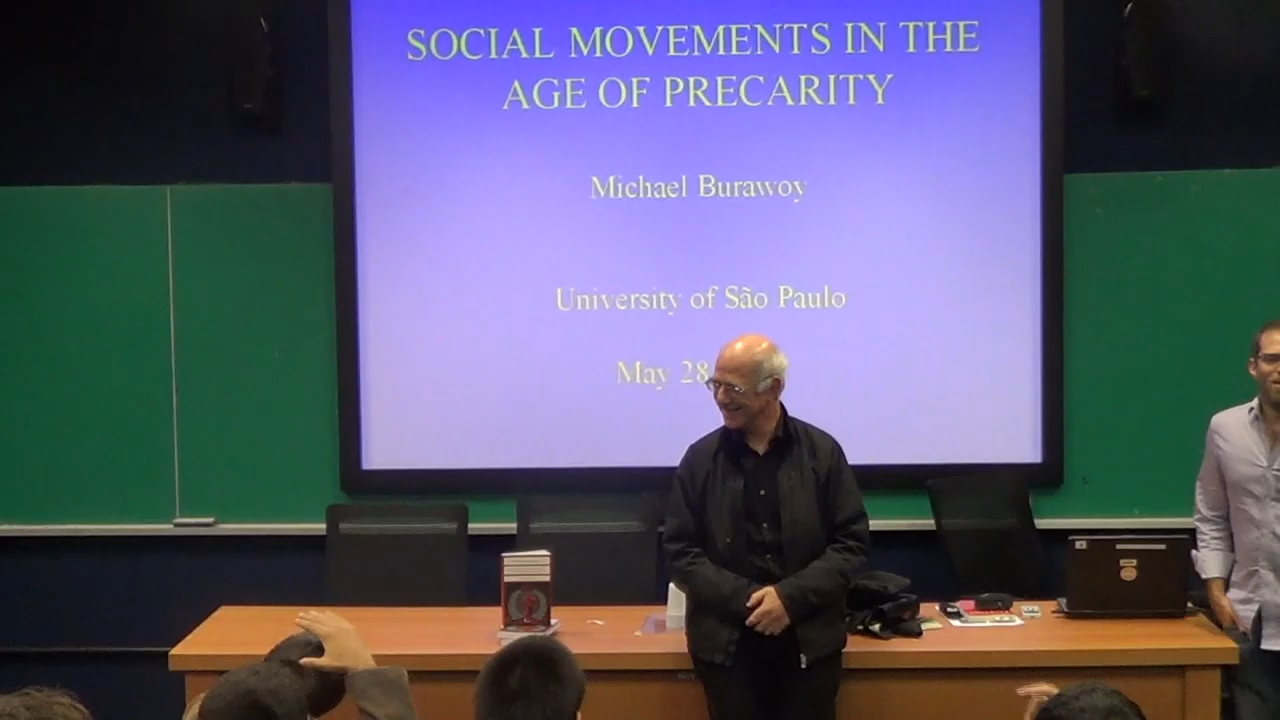 SOCIAL MOVEMENTS IN THE
AGE OF PRECARITY
Michael Burawoy
University of São Paulo
May 28